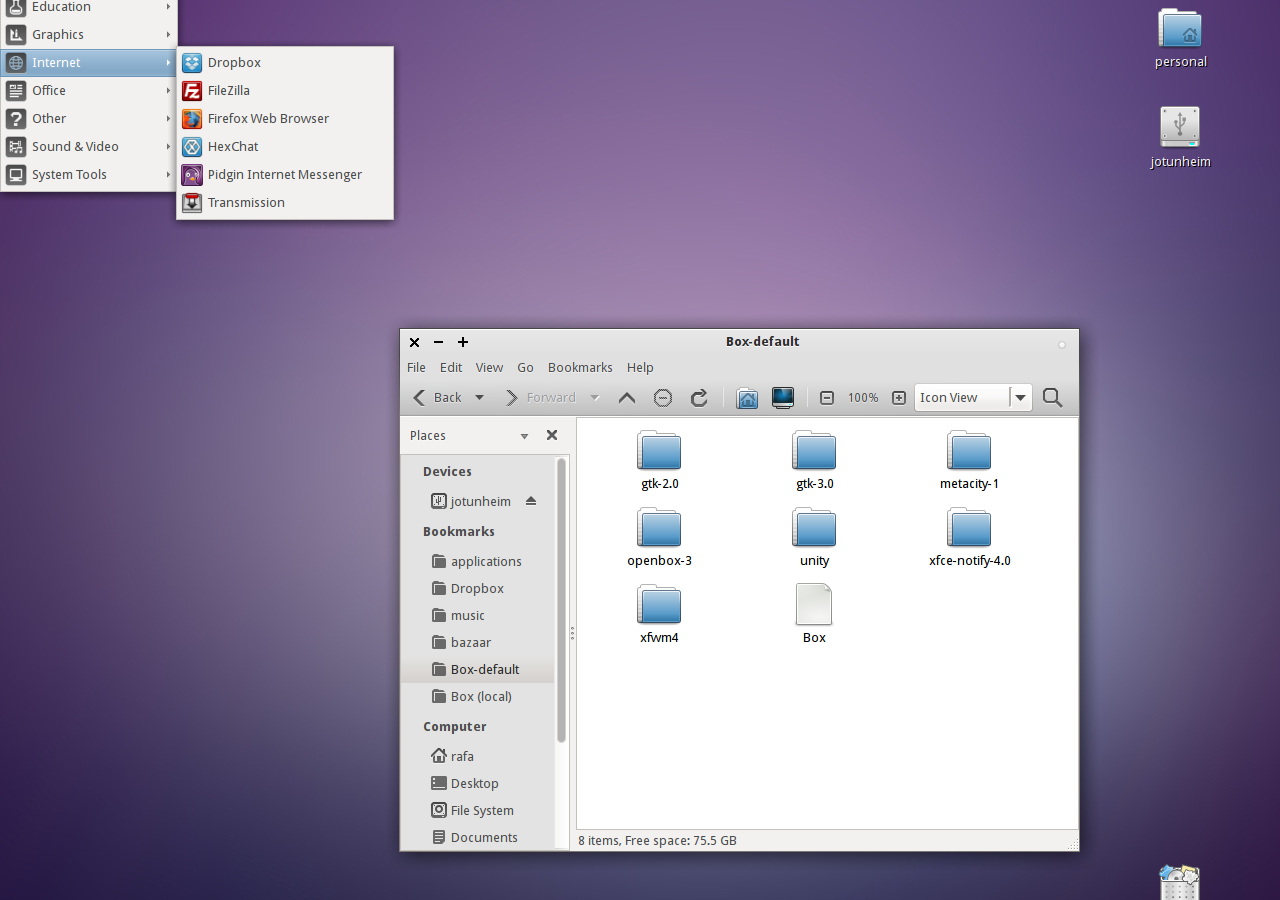 Education
Graphics
Internet
Office
Other
Sound & Video
System Tools
Dropbox
FileZilla
Firefox Web Browser
HexChat
Pidgin Internet Messenger
Transmission
personal
jotunheim
Box-default
File Edit View Go Bookmarks Help
Back Forward 100% Icon View
Places
Devices
jotunheim
Bookmarks
applications
Dropbox
music
bazaar
Box-default
Box (local)
Computer
rafa
Desktop
File System
Documents
gtk-2.0 gtk-3.0 metacity-1
openbox-3 unity xfce-notify-4.0
xfwm4 Box
8 items, Free space: 75.5 GB